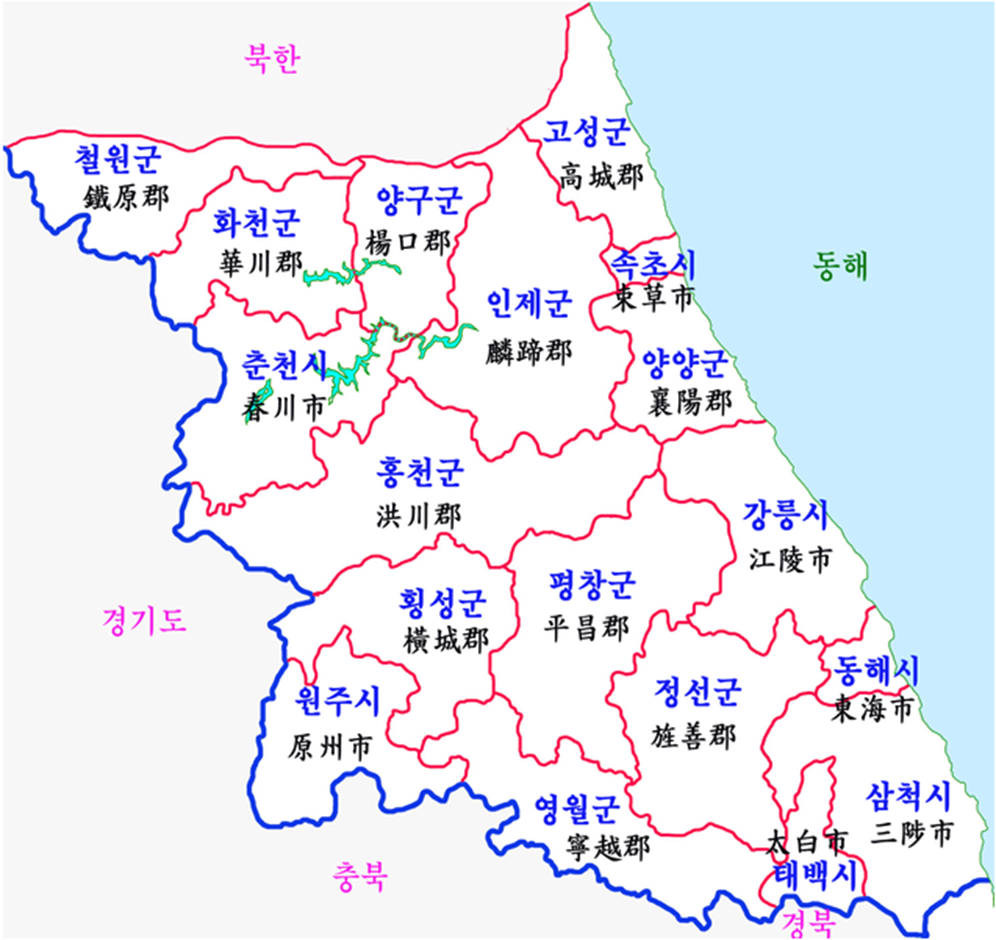 북한
고성군
高城郡
철원군
鐵原郡
양구군
楊口郡
화천군
華川郡
속초시
束草市
동해
인제군
麟蹄郡
춘천시
春川市
양양군
襄陽郡
홍천군
洪川郡
강릉시
江陵市
경기도
횡성군
橫城郡
평창군
平昌郡
동해시
東海市
원주시
原州市
정선군
旌善郡
삼척시
三陟市
영월군
寧越郡
太白市
태백시
충북
경북